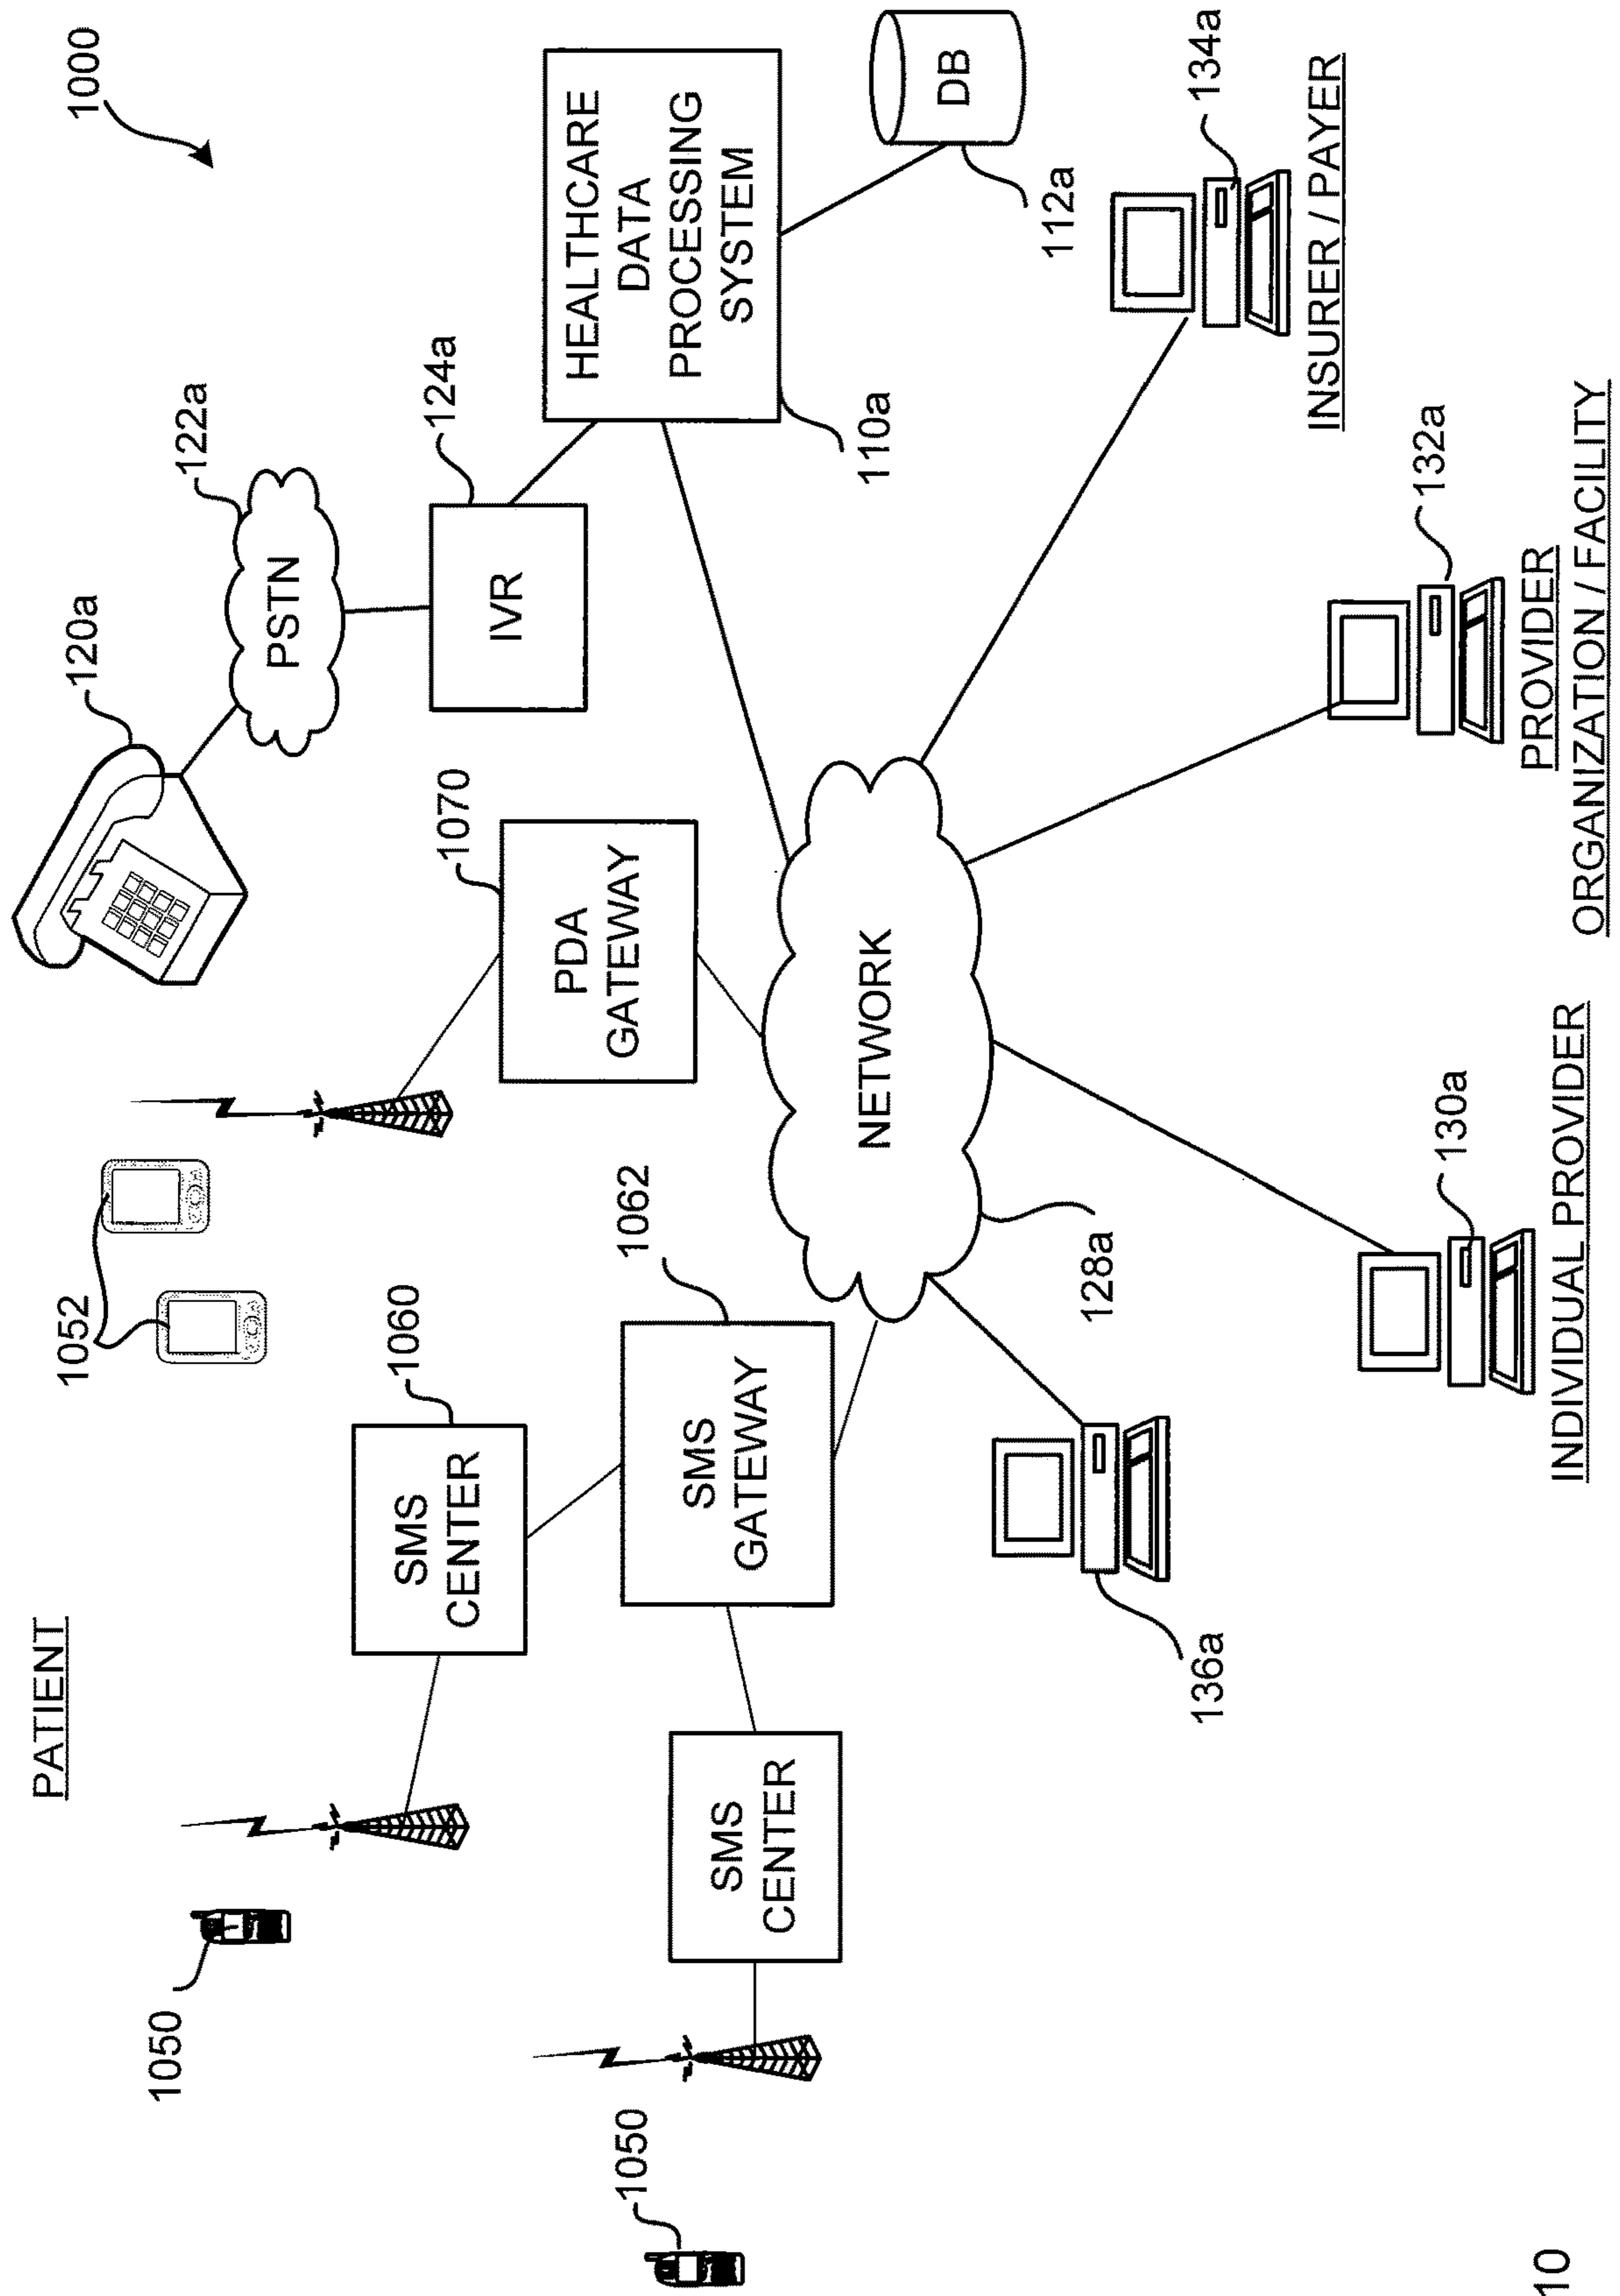 1000
PATIENT
120a
122a
PSTN
124a
IVR
HEALTHCARE
DATA
PROCESSING
SYSTEM
110a
DB
112a
1052
1070
PDA
GATEWAY
1050
1060
SMS
CENTER
1062
SMS
GATEWAY
1050
SMS
CENTER
NETWORK
128a
136a
130a
INDIVIDUAL PROVIDER
132a
PROVIDER
ORGANIZATION / FACILITY
134a
INSURER / PAYER
10